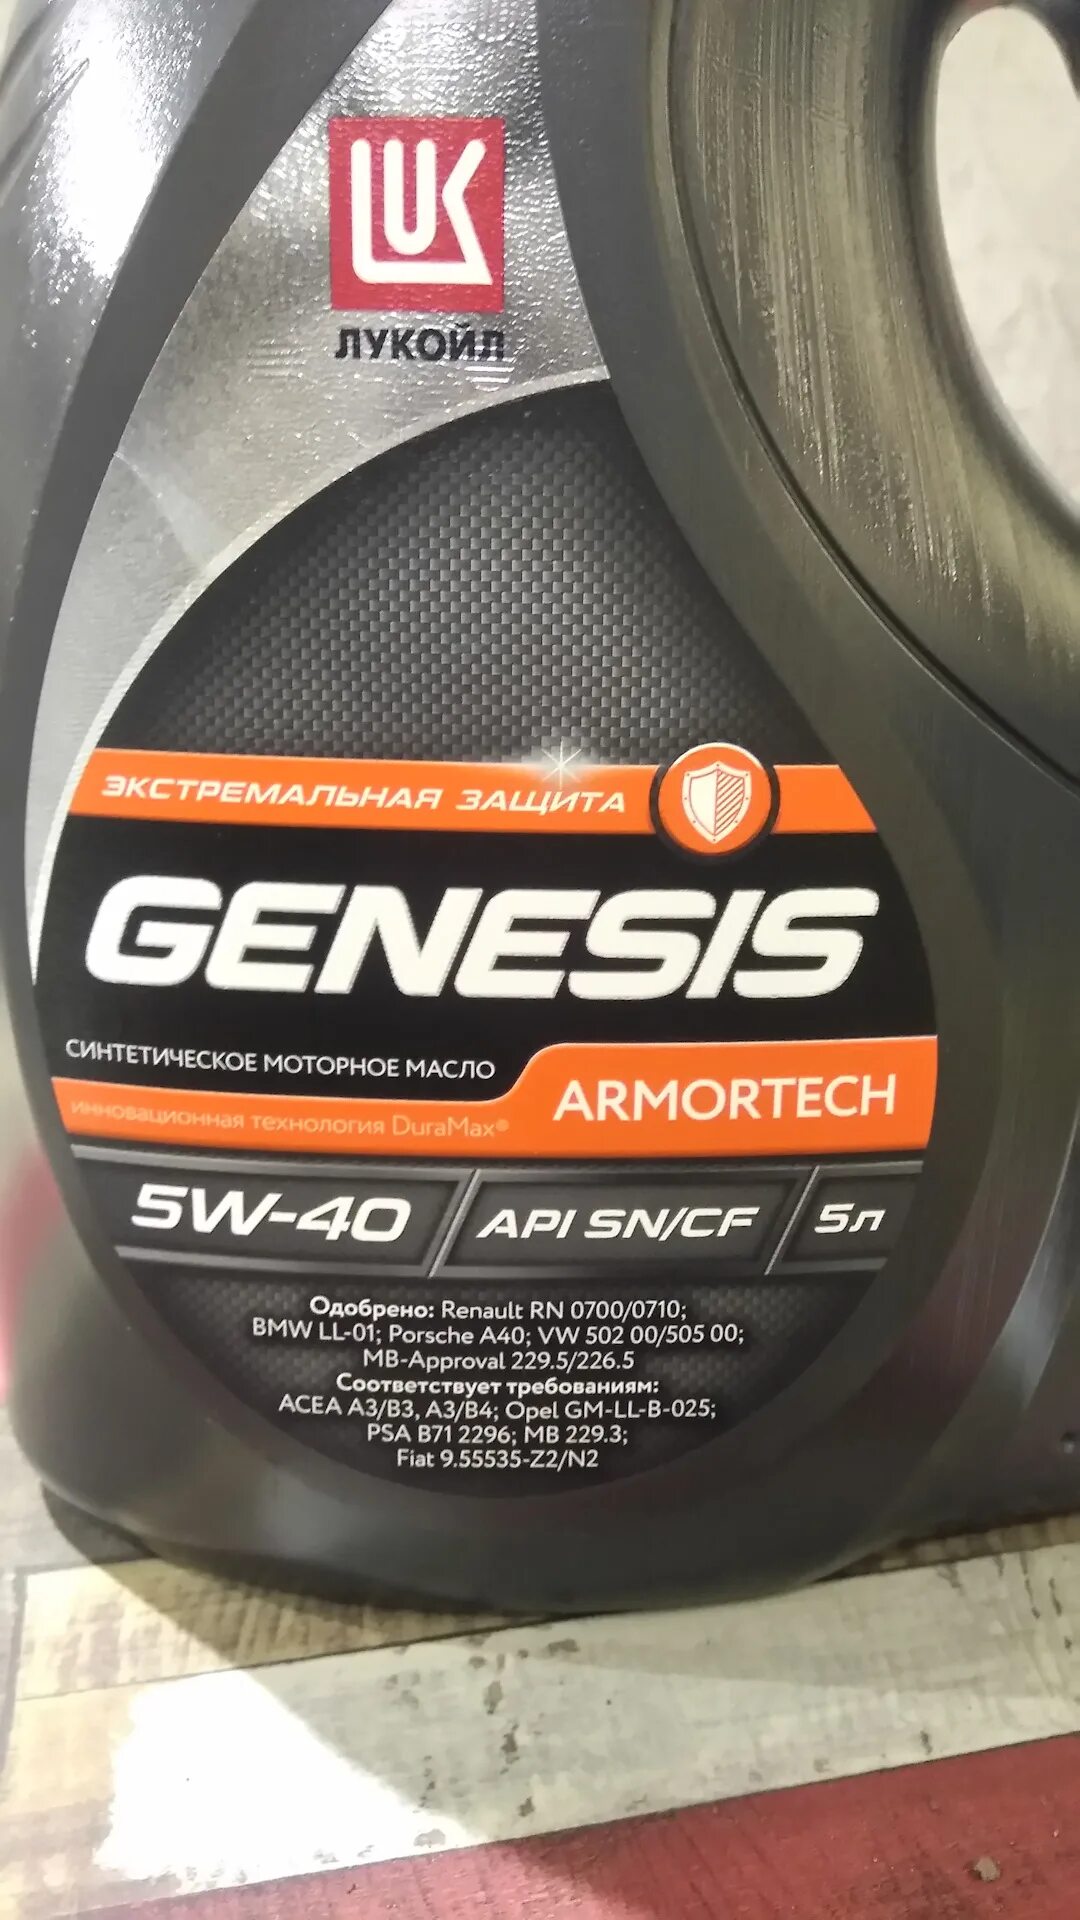 LUK
ЛУКОЙЛ
ЭКСТРЕМАЛЬНАЯ ЗАЩИТА
GENESIS
СИНТЕТИЧЕСКОЕ МОТОРНОЕ МАСЛО
ARMORTECH
инновационная технология DuraMax®
5W-40 API SN/CF 5л
Одобрено: Renault RN 0700/0710;
BMW LL-01; Porsche A40; VW 502 00/505 00;
MB-Approval 229.5/226.5
Соответствует требованиям:
ACEA A3/B3, A3/B4; Opel GM-LL-B-025;
PSA B71 2296; MB 229.3;
Fiat 9.55535-Z2/N2